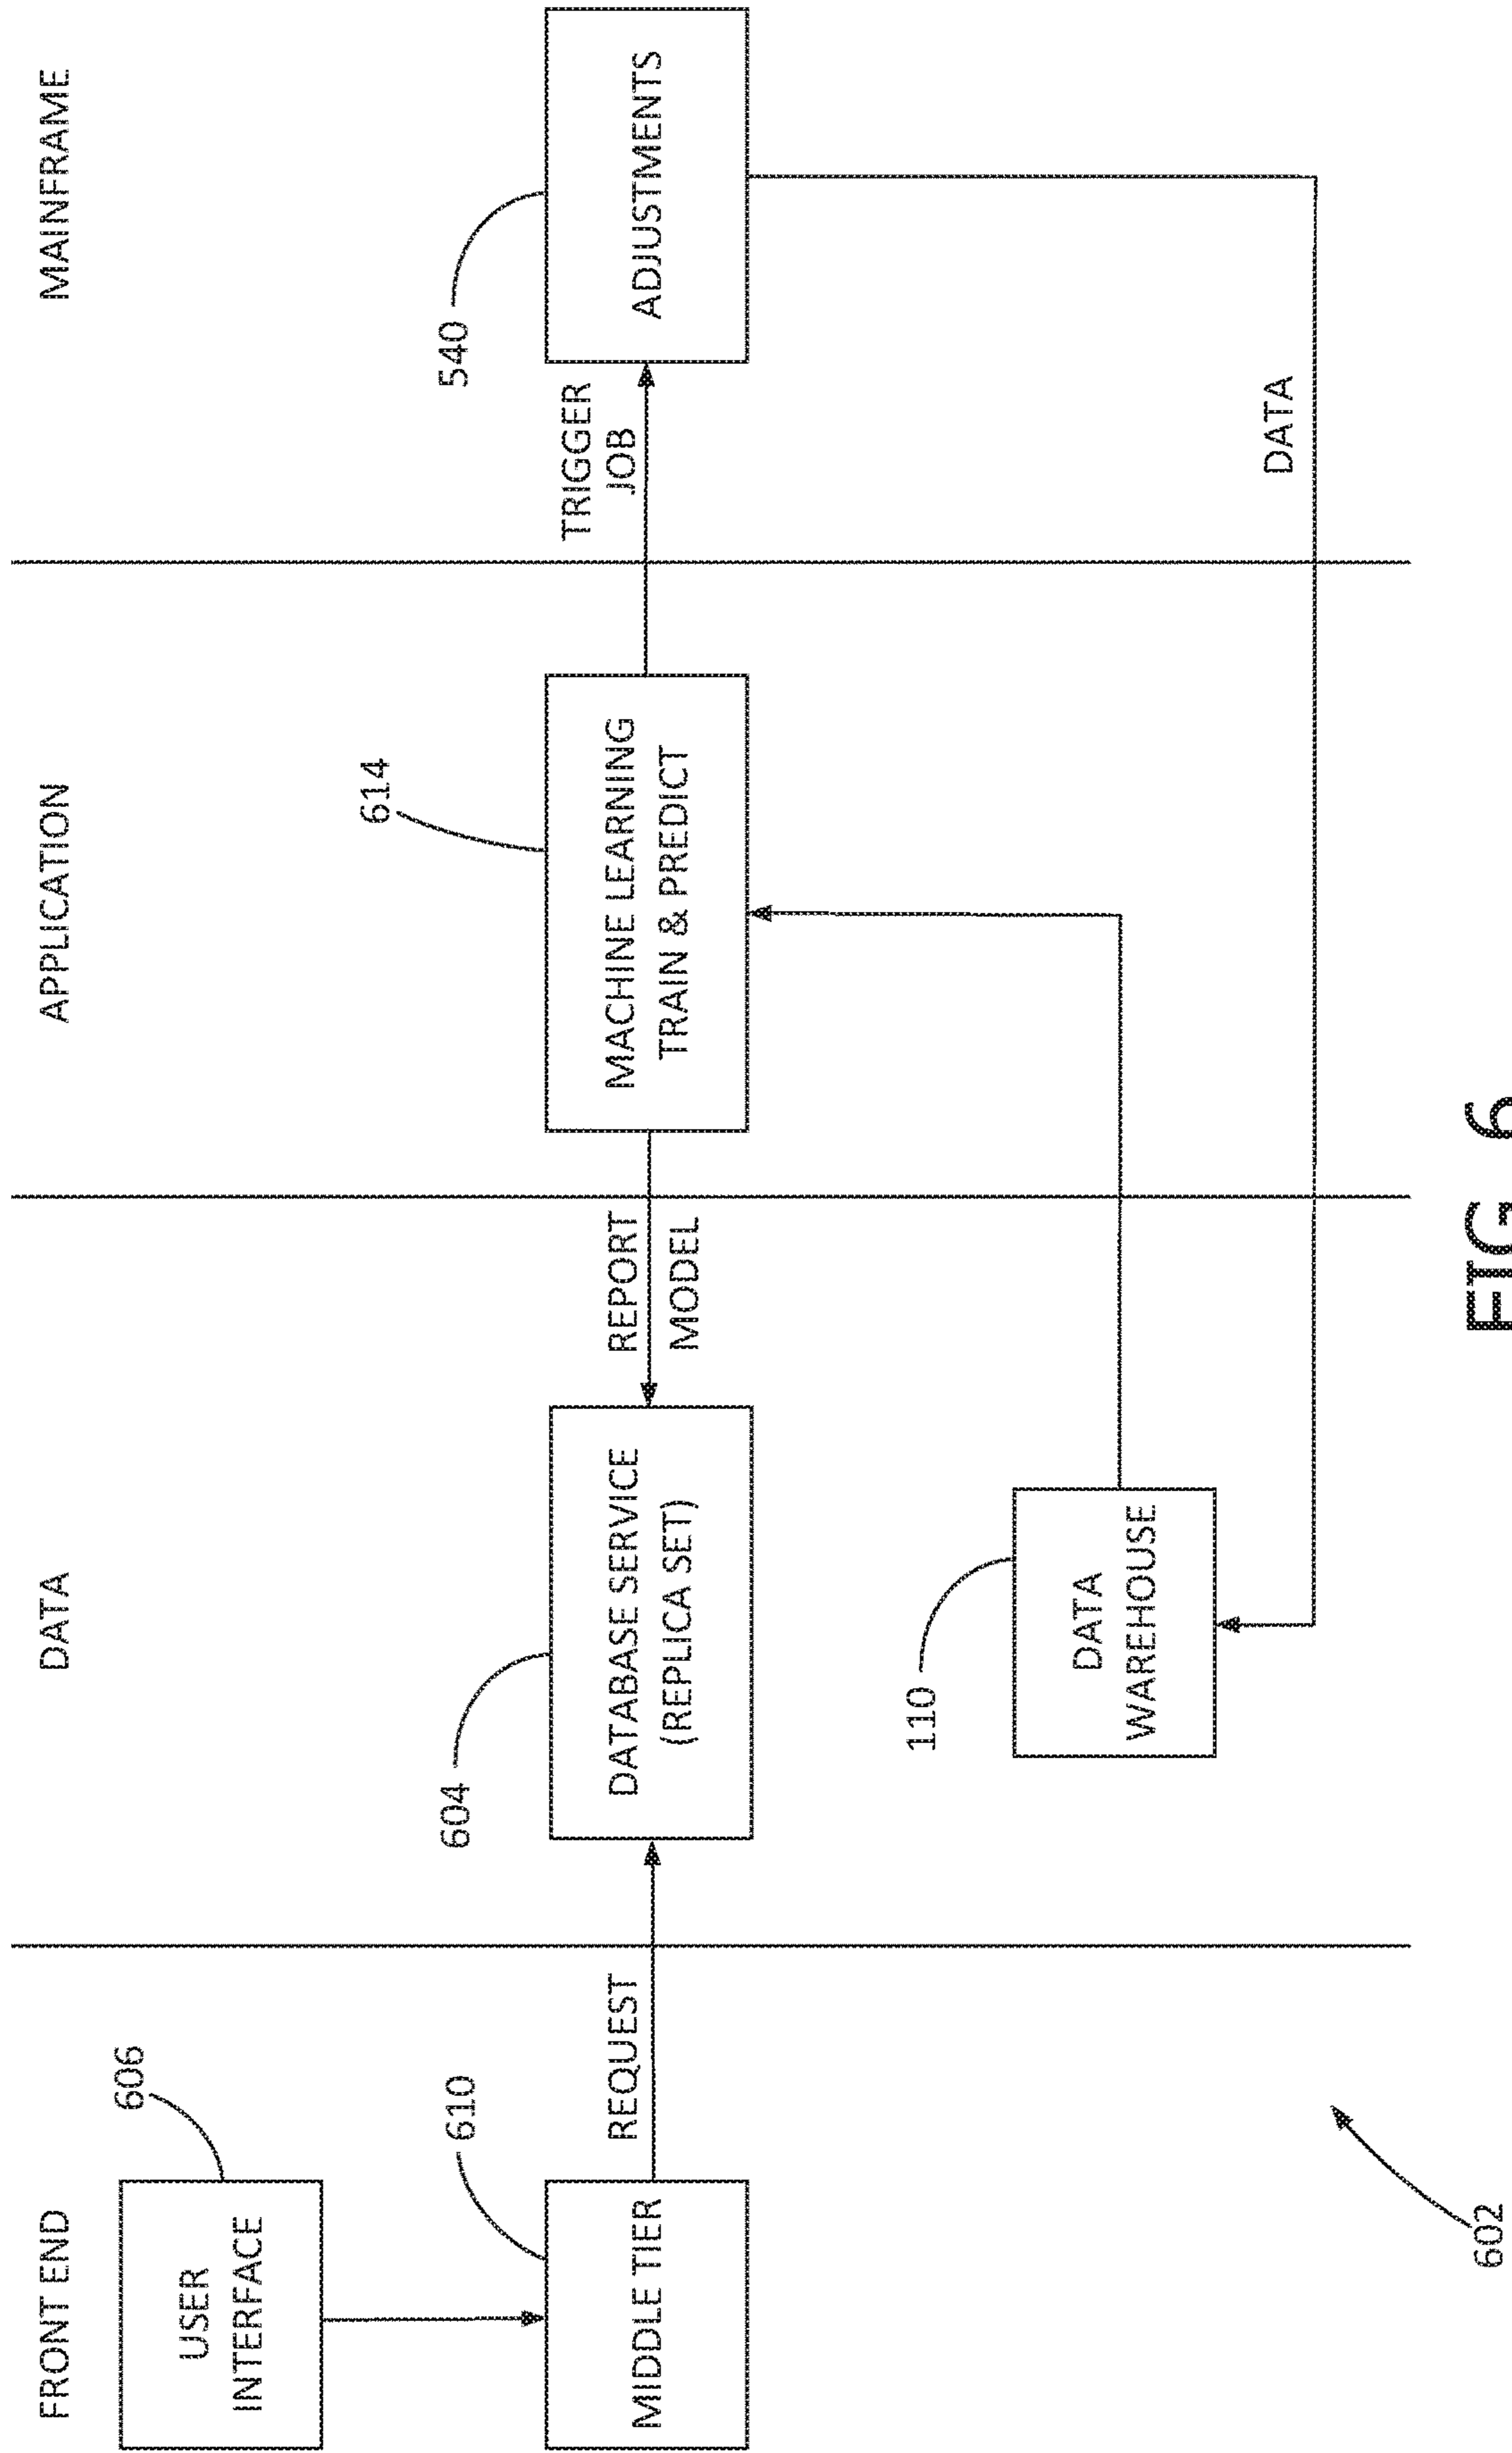 FRONT END
DATA
APPLICATION
MAINFRAME
USER
INTERFACE
606
MIDDLE TIER
610
REQUEST
DATABASE SERVICE
(REPLICA SET)
604
REPORT
MODEL
MACHINE LEARNING
TRAIN & PREDICT
614
TRIGGER
JOB
ADJUSTMENTS
540
DATA
WAREHOUSE
110
DATA
602
FIG. 6